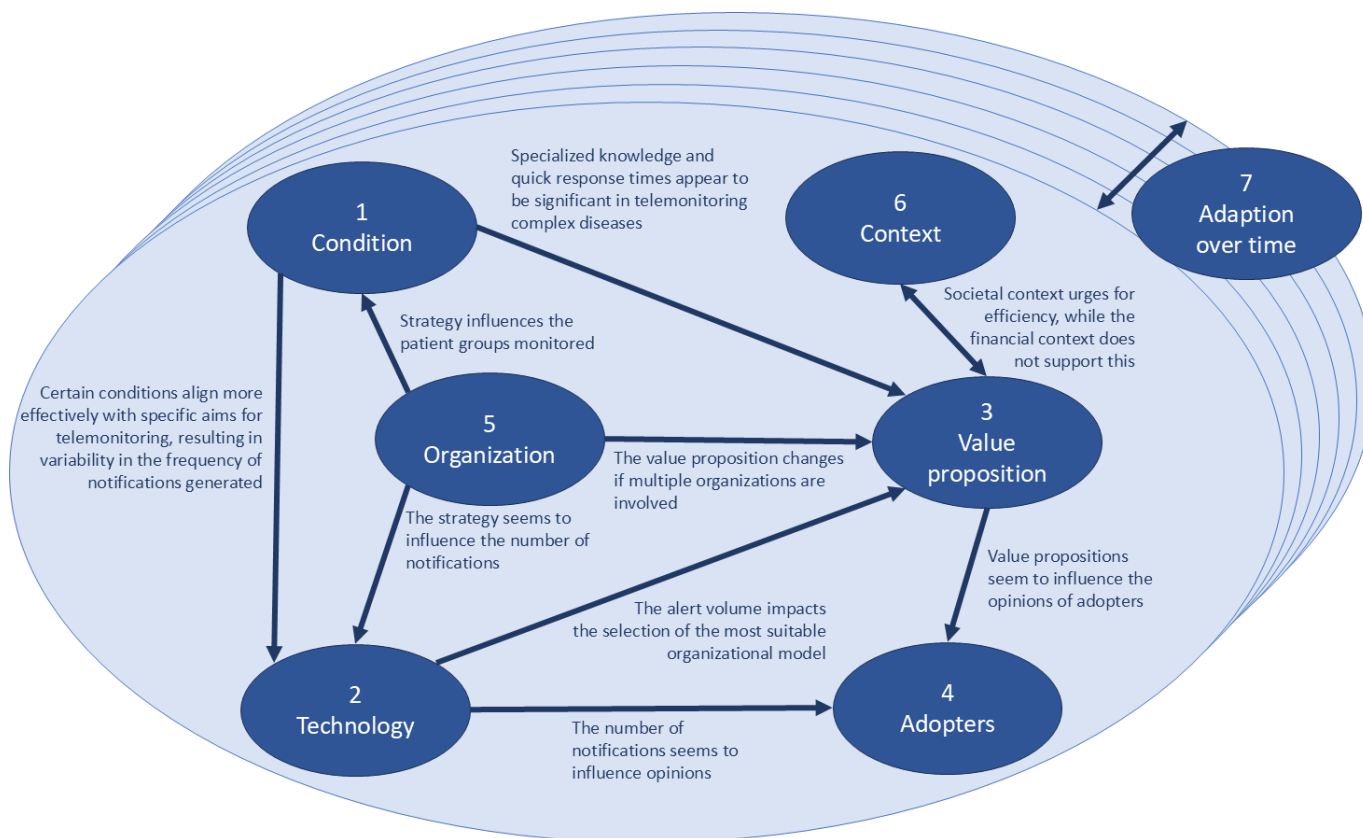 Specialized knowledge and
quick response times appear to
be significant in telemonitoring
complex diseases
1
Condition
6
Context
7
Adaption
over time
Strategy influences the
patient groups monitored
Societal context urges for
efficiency, while the
financial context does
not support this
Certain conditions align more
effectively with specific aims for
telemonitoring, resulting in
variability in the frequency of
notifications generated
5
Organization
3
Value
proposition
The value proposition changes
if multiple organizations are
involved
The strategy seems to
influence the number of
notifications
Value propositions
seem to influence the
opinions of adopters
The alert volume impacts
the selection of the most suitable
organizational model
2
Technology
4
Adopters
The number of
notifications seems to
influence opinions